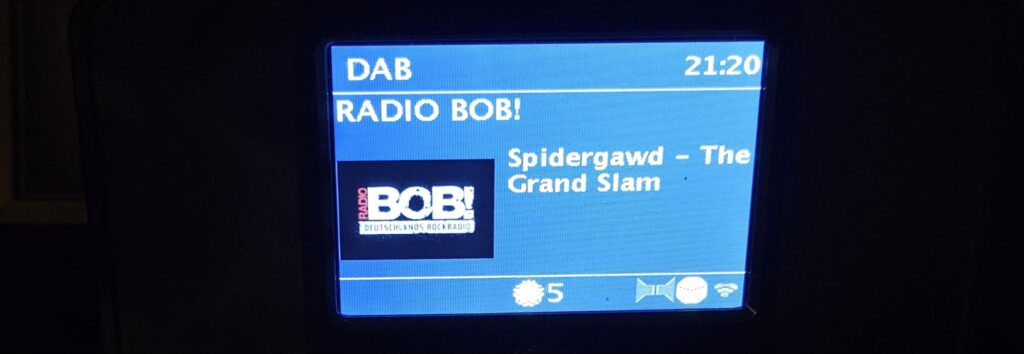 DAB 21:20
RADIO BOB!
Spidergawd – The
Grand Slam
RADIO BOB!
DEUTSCHLANDS ROCKRADIO
5